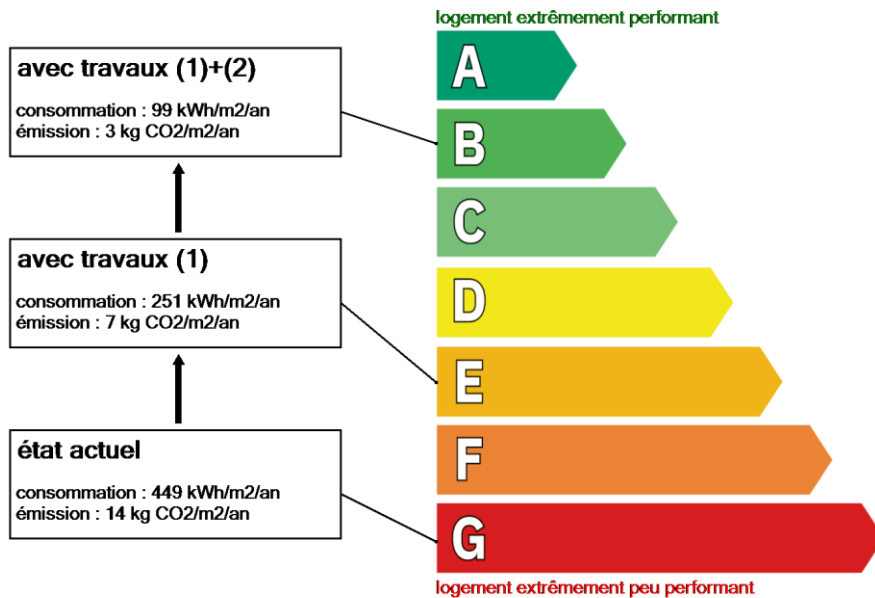 logement extrêmement performant
avec travaux (1)+(2)
consommation : 99 kWh/m2/an
émission : 3 kg CO2/m2/an
avec travaux (1)
consommation : 251 kWh/m2/an
émission : 7 kg CO2/m2/an
état actuel
consommation : 449 kWh/m2/an
émission : 14 kg CO2/m2/an
A
B
C
D
E
F
G
logement extrêmement peu performant